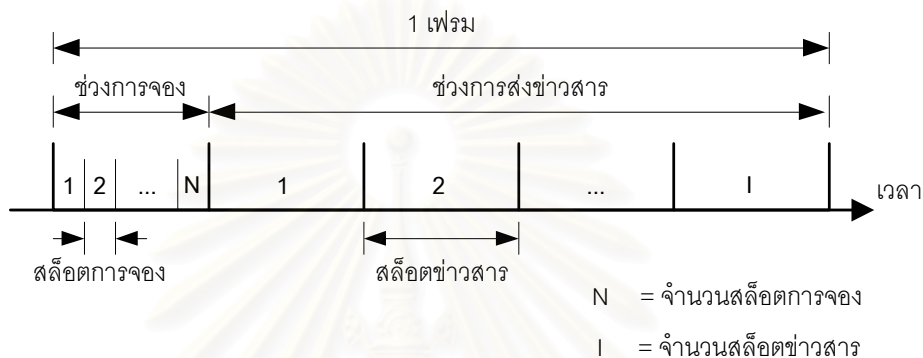 1 เฟรม
ช่วงการจอง ช่วงการส่งข่าวสาร
1 2 ... N 1 2 ... I
เวลา
สล็อตการจอง สล็อตข่าวสาร
N = จำนวนสล็อตการจอง
I = จำนวนสล็อตข่าวสาร